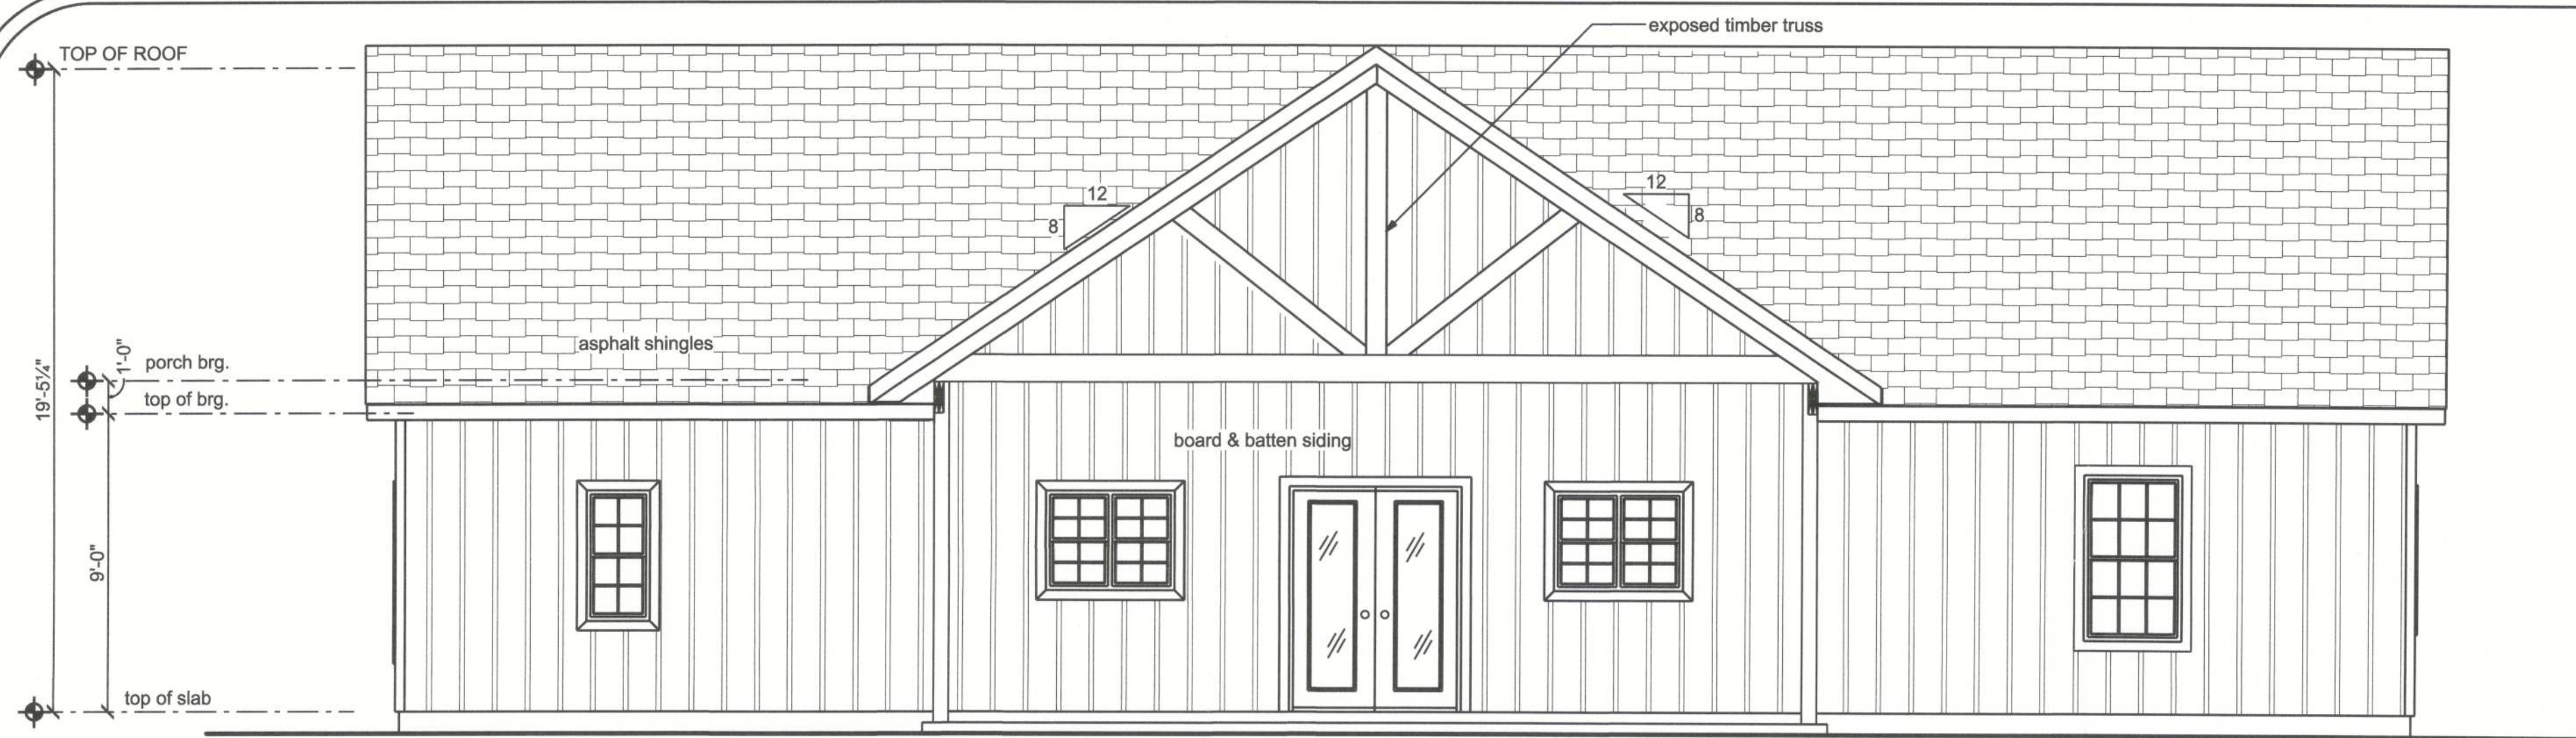 exposed timber truss
TOP OF ROOF
12
8
12
8
asphalt shingles
1'-0"
porch brg.
top of brg.
19'-5¼"
board & batten siding
9'-0"
top of slab